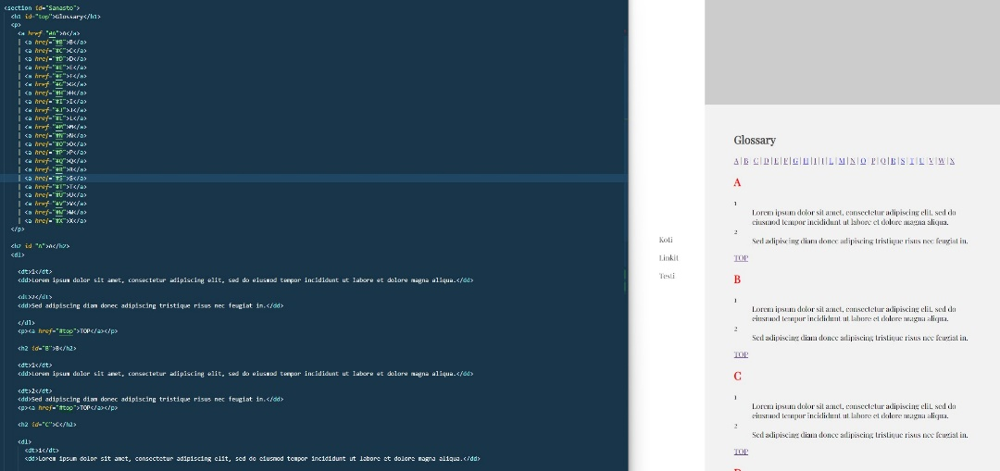 <section id="Sanasto">
<h1 id="top">Glossary</h1>
<p>
<a href="#A">A</a>
| <a href="#B">B</a>
| <a href="#C">C</a>
| <a href="#D">D</a>
| <a href="#E">E</a>
| <a href="#F">F</a>
| <a href="#G">G</a>
| <a href="#H">H</a>
| <a href="#I">I</a>
| <a href="#J">J</a>
| <a href="#L">L</a>
| <a href="#M">M</a>
| <a href="#N">N</a>
| <a href="#O">O</a>
| <a href="#P">P</a>
| <a href="#Q">Q</a>
| <a href="#R">R</a>
| <a href="#S">S</a>
| <a href="#T">T</a>
| <a href="#U">U</a>
| <a href="#V">V</a>
| <a href="#W">W</a>
| <a href="#X">X</a>
</p>
<h2 id="A">A</h2>
<dl>
<dt>1</dt>
<dd>Lorem ipsum dolor sit amet, consectetur adipiscing elit, sed do eiusmod tempor incididunt ut labore et dolore magna aliqua.</dd>
<dt>2</dt>
<dd>Sed adipiscing diam donec adipiscing tristique risus nec feugiat in.</dd>
</dl>
<p><a href="#top">TOP</a></p>
<h2 id="B">B</h2>
<dt>1</dt>
<dd>Lorem ipsum dolor sit amet, consectetur adipiscing elit, sed do eiusmod tempor incididunt ut labore et dolore magna aliqua.</dd>
<dt>2</dt>
<dd>Sed adipiscing diam donec adipiscing tristique risus nec feugiat in.</dd>
<p><a href="#top">TOP</a></p>
<h2 id="C">C</h2>
<dl>
<dt>1</dt>
<dd>Lorem ipsum dolor sit amet, consectetur adipiscing elit, sed do eiusmod tempor incididunt ut labore et dolore magna aliqua.</dd>
Koti
Linkit
Testi
Glossary
A | B | C | D | E | F | G | H | I | J | L | M | N | O | P | Q | R | S | T | U | V | W | X
A
1
Lorem ipsum dolor sit amet, consectetur adipiscing elit, sed do
eiusmod tempor incididunt ut labore et dolore magna aliqua.
2
Sed adipiscing diam donec adipiscing tristique risus nec feugiat in.
TOP
B
1
Lorem ipsum dolor sit amet, consectetur adipiscing elit, sed do
eiusmod tempor incididunt ut labore et dolore magna aliqua.
2
Sed adipiscing diam donec adipiscing tristique risus nec feugiat in.
TOP
C
1
Lorem ipsum dolor sit amet, consectetur adipiscing elit, sed do
eiusmod tempor incididunt ut labore et dolore magna aliqua.
2
Sed adipiscing diam donec adipiscing tristique risus nec feugiat in.
TOP